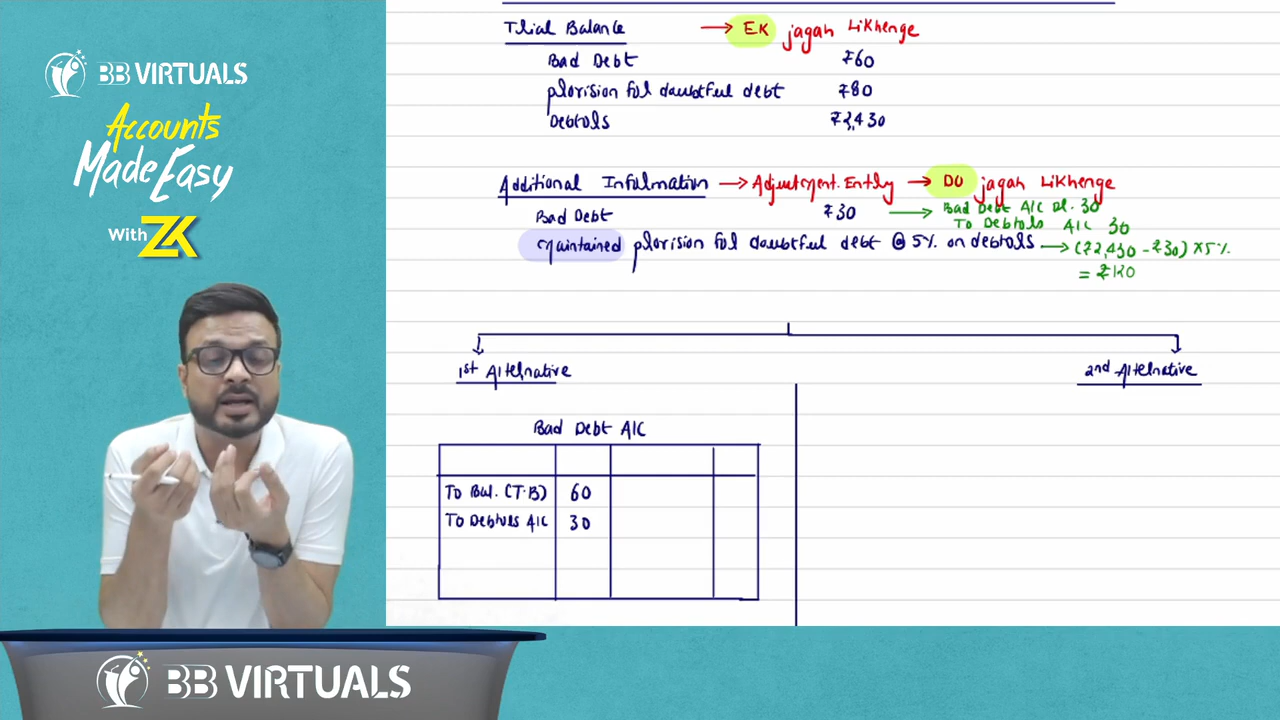 BB VIRTUALS
Accounts
Made Easy
With ZK
Trial Balance → EK jagah Likhenge
Bad Debt ₹60
provision for doubtful debt ₹80
Debtors ₹2,430
Additional Information → Adjustment Entry → DO jagah Likhenge
Bad Debt ₹30 → Bad Debt A/C Dr. 30
To Debtors A/C 30
Maintained provision for doubtful debt @ 5% on debtors → (₹2,430 - ₹30) × 5%
= ₹120
1st Alternative
2nd Alternative
Bad Debt A/C
To Bal. (T.B) 60
To Debtors A/C 30
BB VIRTUALS